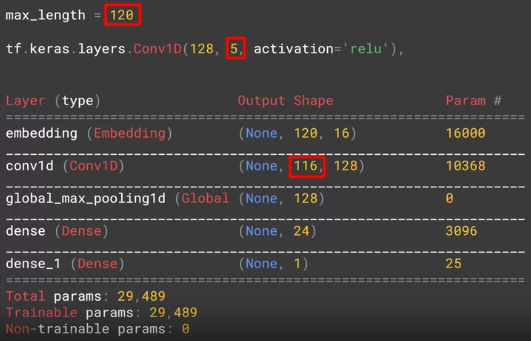 max_length = 120
tf.keras.layers.Conv1D(128, 5, activation='relu'),
Layer (type) Output Shape Param #
=================================================================
embedding (Embedding) (None, 120, 16) 16000
_________________________________________________________________
conv1d (Conv1D) (None, 116, 128) 10368
_________________________________________________________________
global_max_pooling1d (Global (None, 128) 0
_________________________________________________________________
dense (Dense) (None, 24) 3096
_________________________________________________________________
dense_1 (Dense) (None, 1) 25
=================================================================
Total params: 29,489
Trainable params: 29,489
Non-trainable params: 0